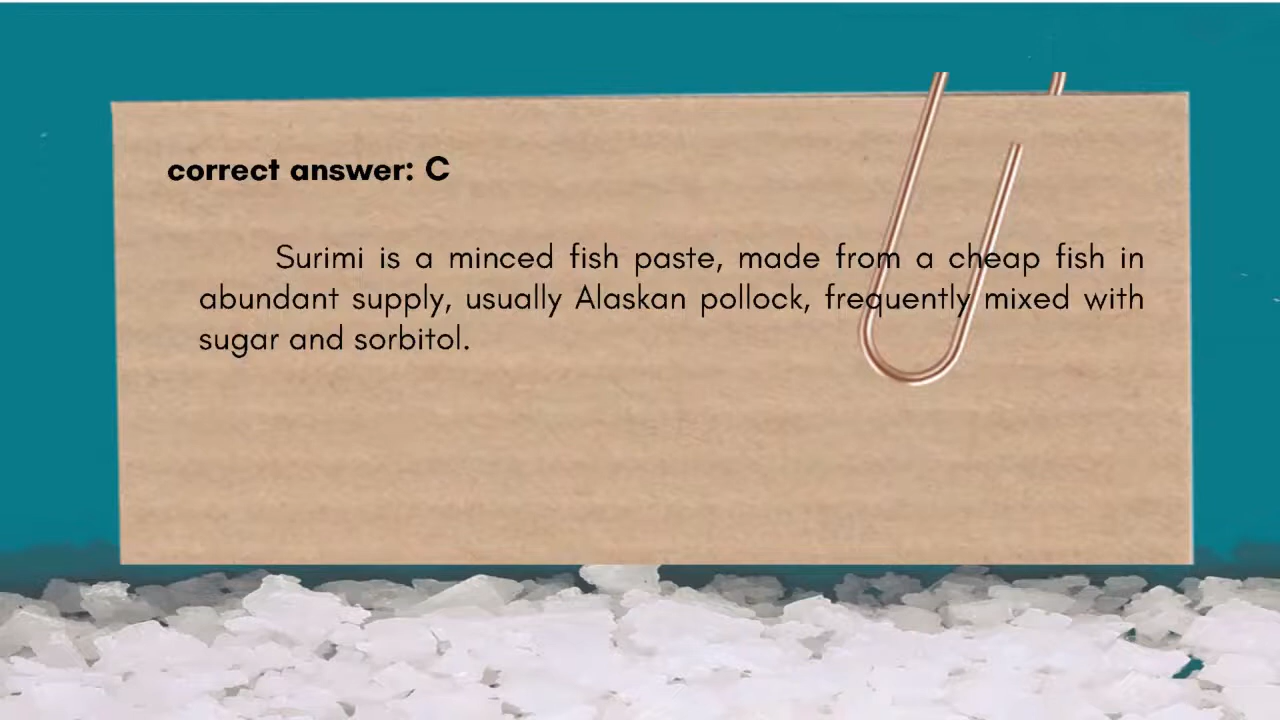 correct answer: C
Surimi is a minced fish paste, made from a cheap fish in
abundant supply, usually Alaskan pollock, frequently mixed with
sugar and sorbitol.